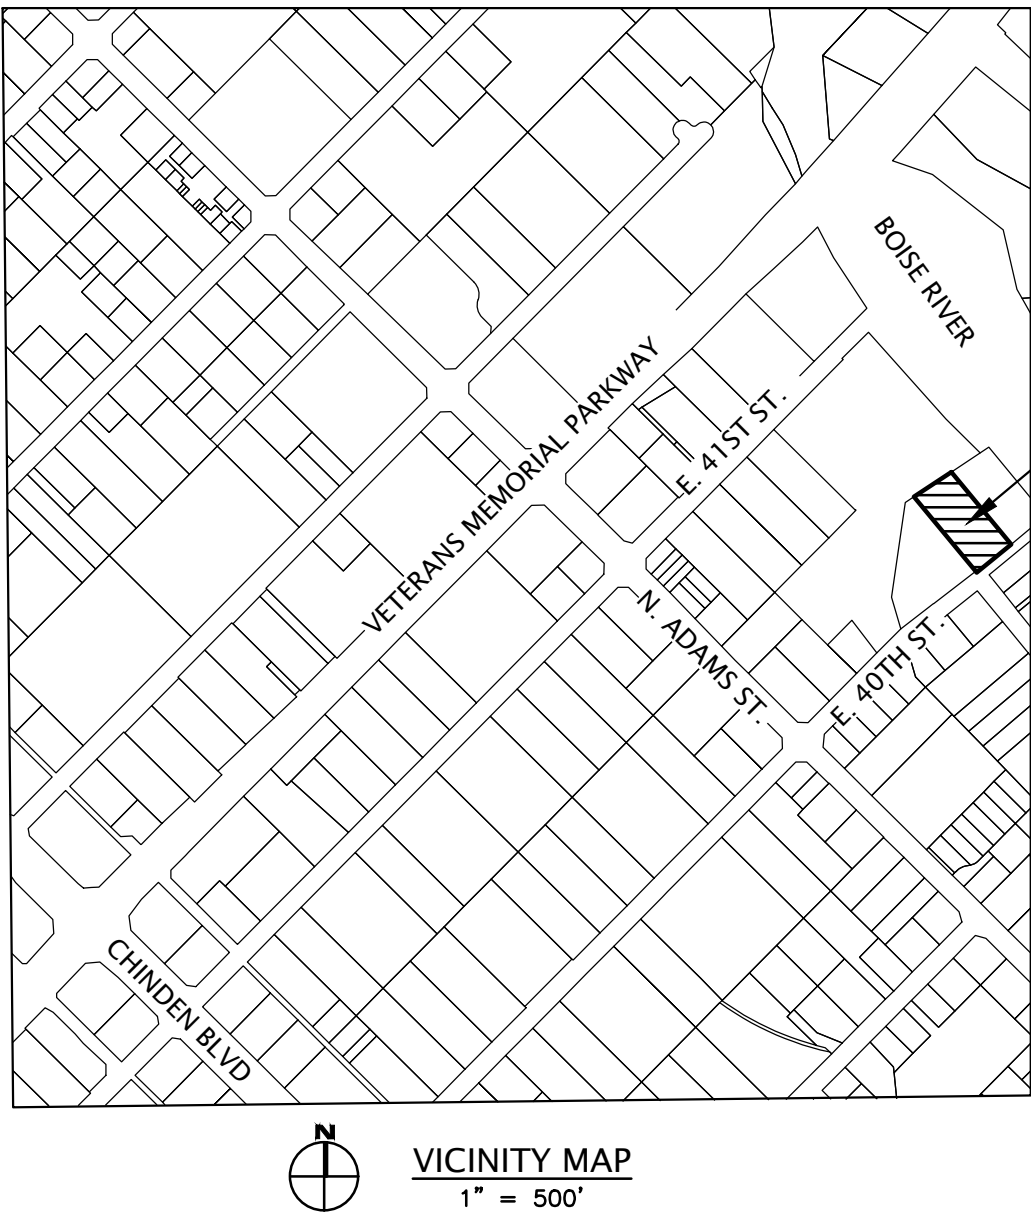 BOISE RIVER
VETERANS MEMORIAL PARKWAY
E. 41ST ST.
N. ADAMS ST.
E. 40TH ST.
CHINDEN BLVD
N
VICINITY MAP
1" = 500'